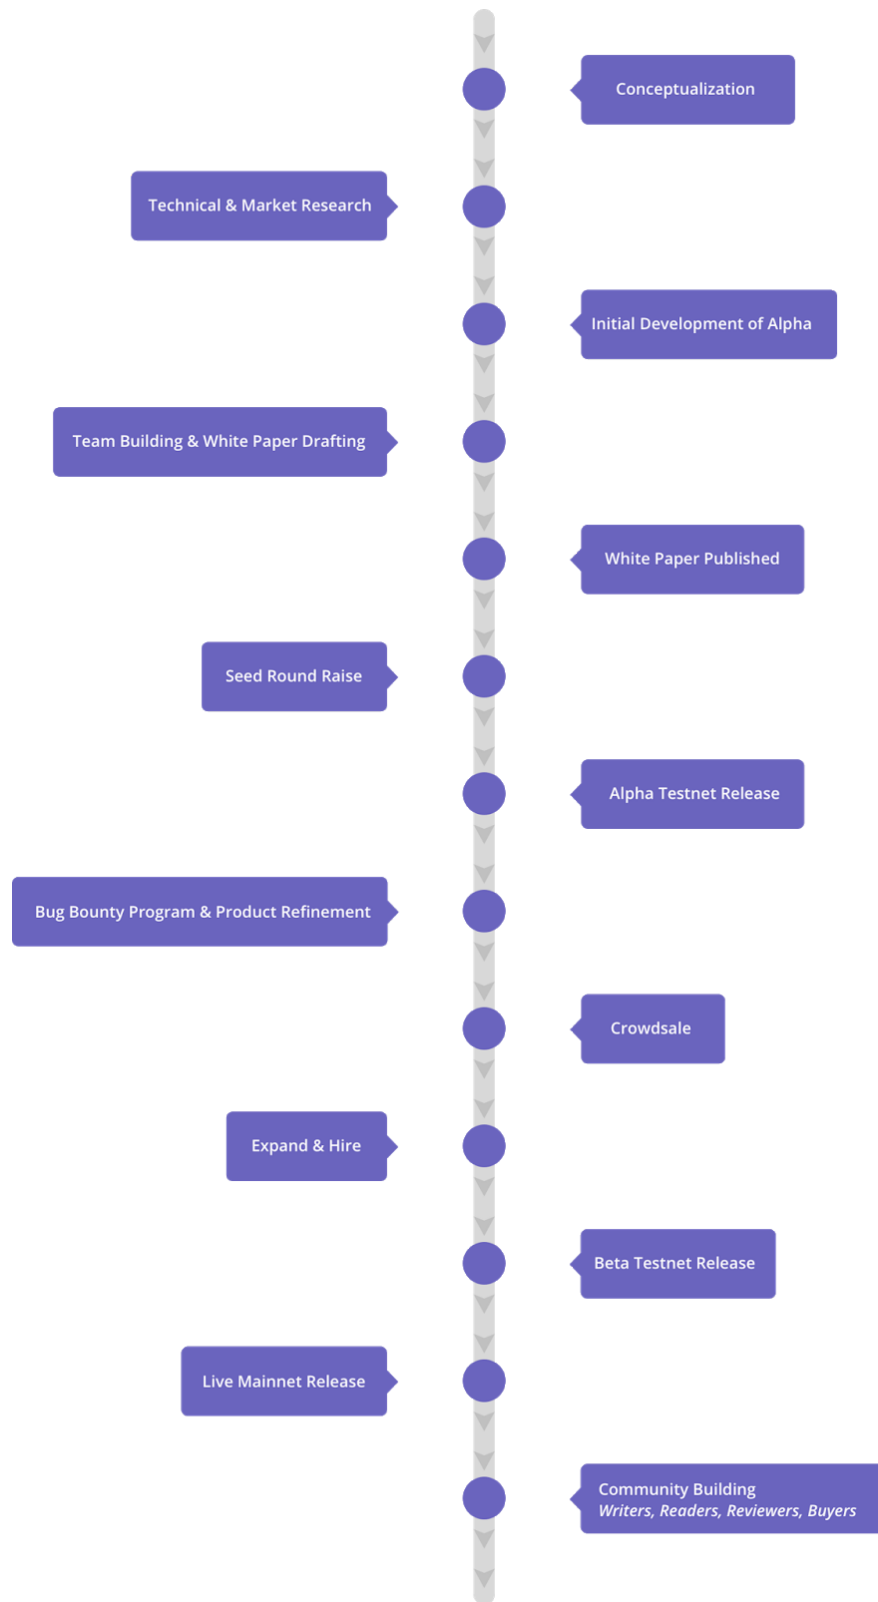 Conceptualization
Technical & Market Research
Initial Development of Alpha
Team Building & White Paper Drafting
White Paper Published
Seed Round Raise
Alpha Testnet Release
Bug Bounty Program & Product Refinement
Crowdsale
Expand & Hire
Beta Testnet Release
Live Mainnet Release
Community Building
Writers, Readers, Reviewers, Buyers